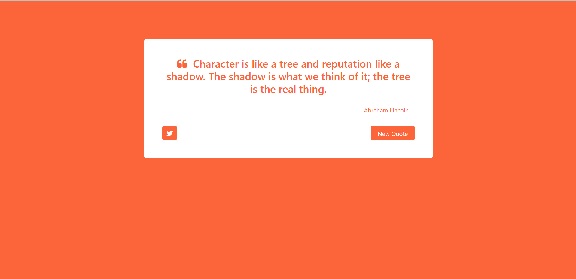 Character is like a tree and reputation like a
shadow. The shadow is what we think of it; the tree
is the real thing.
Abraham Lincoln
New Quote